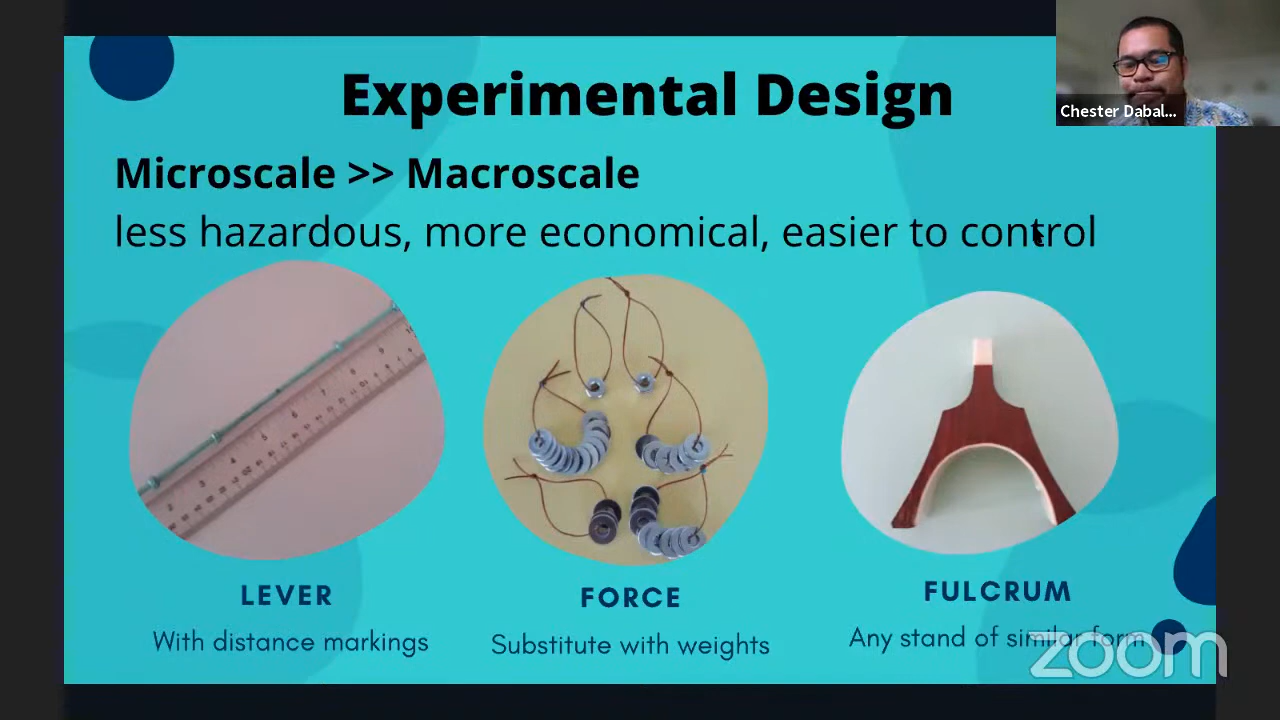 Experimental Design
Chester Dabal...
Microscale >> Macroscale
less hazardous, more economical, easier to control
LEVER
With distance markings
FORCE
Substitute with weights
FULCRUM
Any stand of similar form
zoom